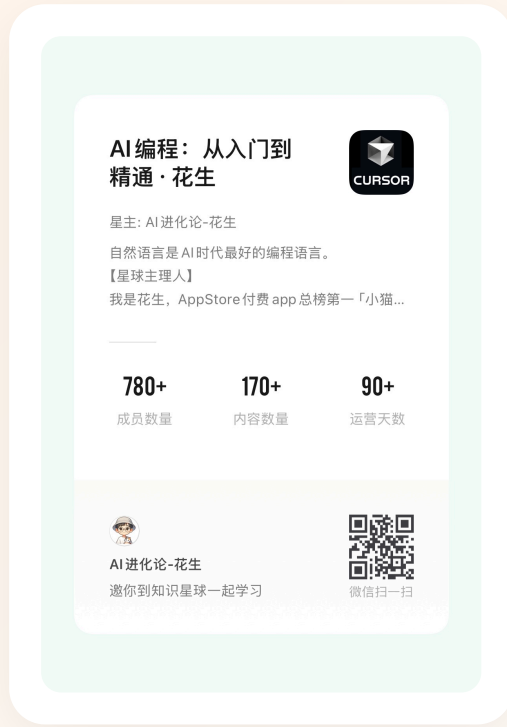 AI编程：从入门到
精通·花生
CURSOR
星主: AI进化论-花生
自然语言是AI时代最好的编程语言。
【星球主理人】
我是花生，AppStore付费app总榜第一「小猫...
780+
170+
90+
成员数量
内容数量
运营天数
AI进化论-花生
邀你到知识星球一起学习
微信扫一扫